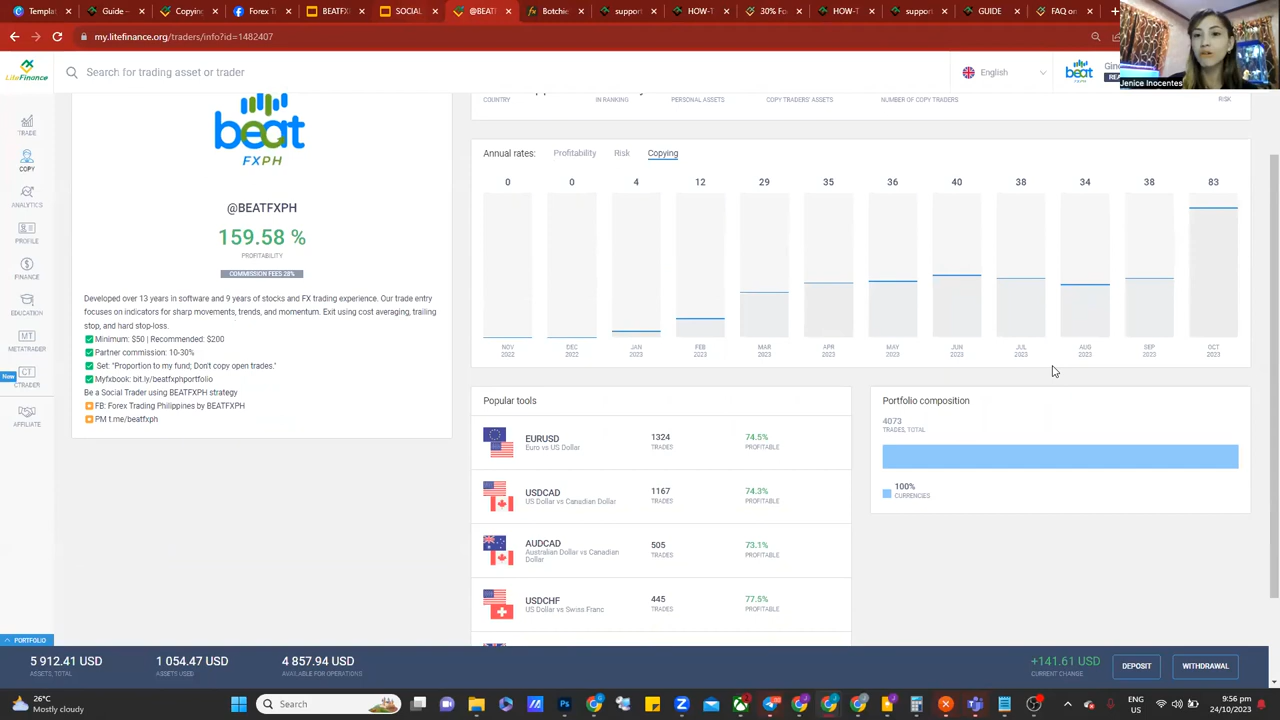 Templa
Guide -
Copying
BEATF
SOCIAL
@BEAT
BEATFX
Botchie
suppor
HOW-T
30% Fo
HOW-T
suppor
GUIDE
FAQ on
my.litefinance.org/traders/info?id=1482407
Search for trading asset or trader
English
Gino
REA
Jenice Inocentes
LiteFinance
TRADE
COPY
ANALYTICS
PROFILE
FINANCE
EDUCATION
MT
METATRADER
New
CT
CTRADER
AFFILIATE
beat
FXPH
@BEATFXPH
159.58 %
PROFITABILITY
COMMISSION FEES 28%
Developed over 13 years in software and 9 years of stocks and FX trading experience. Our trade entry
focuses on indicators for sharp movements, trends, and momentum. Exit using cost averaging, trailing
stop, and hard stop-loss.
✅ Minimum: $50 | Recommended: $200
✅ Partner commission: 10-30%
✅ Set: "Proportion to my fund; Don't copy open trades."
✅ Myfxbook: bit.ly/beatfxphportfolio
Be a Social Trader using BEATFXPH strategy
FB: Forex Trading Philippines by BEATFXPH
PM t.me/beatfxph
COUNTRY IN RANKING PERSONAL ASSETS COPY TRADERS' ASSETS NUMBER OF COPY TRADERS RISK
Annual rates: Profitability Risk Copying
0 0 4 12 29 35 36 40 38 34 38 83
NOV DEC JAN FEB MAR APR MAY JUN JUL AUG SEP OCT
2022 2022 2023 2023 2023 2023 2023 2023 2023 2023 2023 2023
Popular tools
EURUSD 1324 74.5%
Euro vs US Dollar TRADES PROFITABLE
USDCAD 1167 74.3%
US Dollar vs Canadian Dollar TRADES PROFITABLE
AUDCAD 505 73.1%
Australian Dollar vs Canadian TRADES PROFITABLE
Dollar
USDCHF 445 77.5%
US Dollar vs Swiss Franc TRADES PROFITABLE
Portfolio composition
4073
TRADES, TOTAL
100%
CURRENCIES
PORTFOLIO
5 912.41 USD 1 054.47 USD 4 857.94 USD +141.61 USD
ASSETS, TOTAL ASSETS USED AVAILABLE FOR OPERATIONS CURRENT CHANGE
DEPOSIT WITHDRAWAL
26°C
Mostly cloudy
Search
ENG
US
9:56 pm
24/10/2023